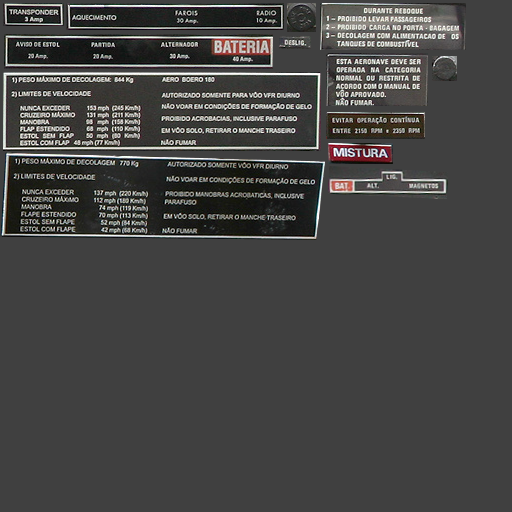 TRANSPONDER
3 Amp
AQUECIMENTO
FAROIS
30 Amp.
RADIO
10 Amp.
AVISO DE ESTOL
20 Amp.
PARTIDA
20 Amp.
ALTERNADOR
30 Amp.
BATERIA
40 Amp.
DESLIG.
DURANTE REBOQUE
1 – PROIBIDO LEVAR PASSAGEIROS
2 – PROIBIDO CARGA NO PORTA - BAGAGEM
3 – DECOLAGEM COM ALIMENTACAO DE OS
TANQUES DE COMBUSTÍVEL
ESTA AERONAVE DEVE SER
OPERADA NA CATEGORIA
NORMAL OU RESTRITA DE
ACORDO COM O MANUAL DE
VÔO APROVADO.
NÃO FUMAR.
EVITAR OPERAÇÃO CONTÍNUA
ENTRE 2150 RPM e 2350 RPM
MISTURA
LIG.
BAT.
ALT.
MAGNETOS
1) PESO MÁXIMO DE DECOLAGEM: 844 Kg
AERO BOERO 180
2) LIMITES DE VELOCIDADE
NUNCA EXCEDER 153 mph (245 Km/h)
CRUZEIRO MÁXIMO 131 mph (211 Km/h)
MANOBRA 98 mph (158 Km/h)
FLAP ESTENDIDO 68 mph (110 Km/h)
ESTOL SEM FLAP 50 mph (80 Km/h)
ESTOL COM FLAP 48 mph (77 Km/h)
AUTORIZADO SOMENTE PARA VÔO VFR DIURNO
NÃO VOAR EM CONDIÇÕES DE FORMAÇÃO DE GELO
PROIBIDO ACROBACIAS, INCLUSIVE PARAFUSO
EM VÔO SOLO, RETIRAR O MANCHE TRASEIRO
NÃO FUMAR
1) PESO MÁXIMO DE DECOLAGEM: 770 Kg
2) LIMITES DE VELOCIDADE
NUNCA EXCEDER 137 mph (220 Km/h)
CRUZEIRO MÁXIMO 112 mph (180 Km/h)
MANOBRA 74 mph (119 Km/h)
FLAPE ESTENDIDO 70 mph (113 Km/h)
ESTOL SEM FLAPE 52 mph (84 Km/h)
ESTOL COM FLAPE 42 mph (68 Km/h)
AUTORIZADO SOMENTE VÔO VFR DIURNO
NÃO VOAR EM CONDIÇÕES DE FORMAÇÃO DE GELO
PROIBIDO MANOBRAS ACROBATICAS, INCLUSIVE
PARAFUSO
EM VÔO SOLO, RETIRAR O MANCHE TRASEIRO
NÃO FUMAR